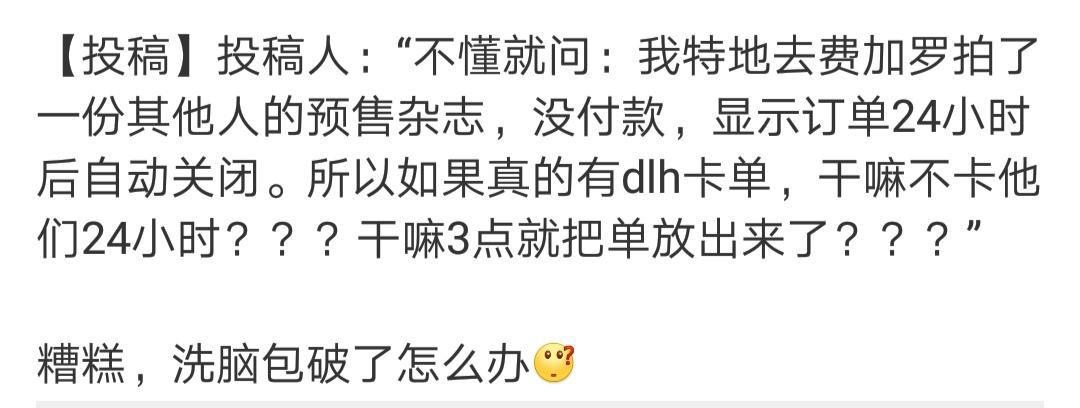 【投稿】投稿人：“不懂就问：我特地去费加罗拍了
一份其他人的预售杂志，没付款，显示订单24小时
后自动关闭。所以如果真的有dlh卡单，干嘛不卡他
们24小时？？？干嘛3点就把单放出来了？？？”
糟糕，洗脑包破了怎么办